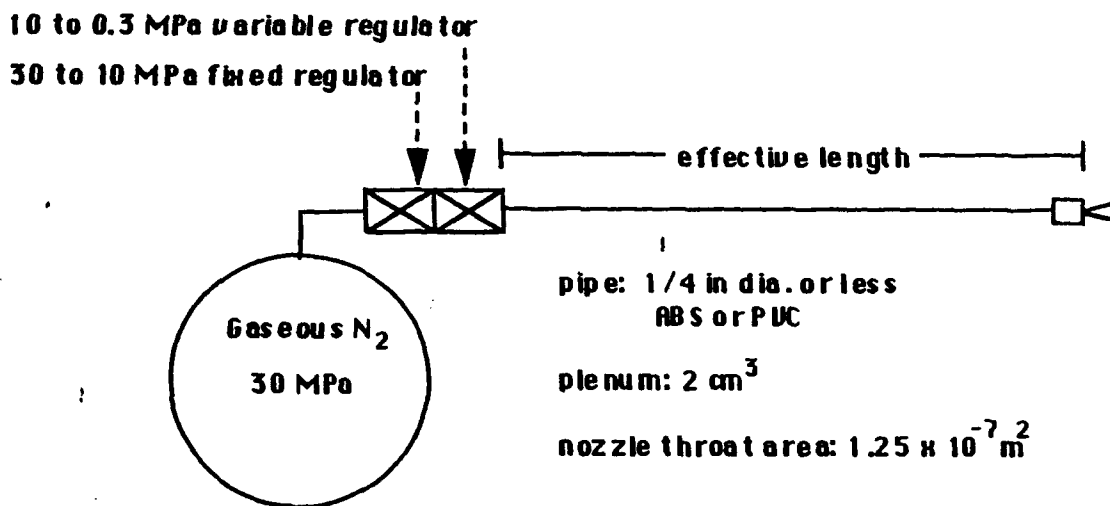 10 to 0.3 MPa variable regulator
30 to 10 MPa fixed regulator
effective length
pipe: 1/4 in dia. or less
ABS or PVC
Gaseous N₂
30 MPa
plenum: 2 cm³
nozzle throat area: 1.25 x 10⁻⁷ m²